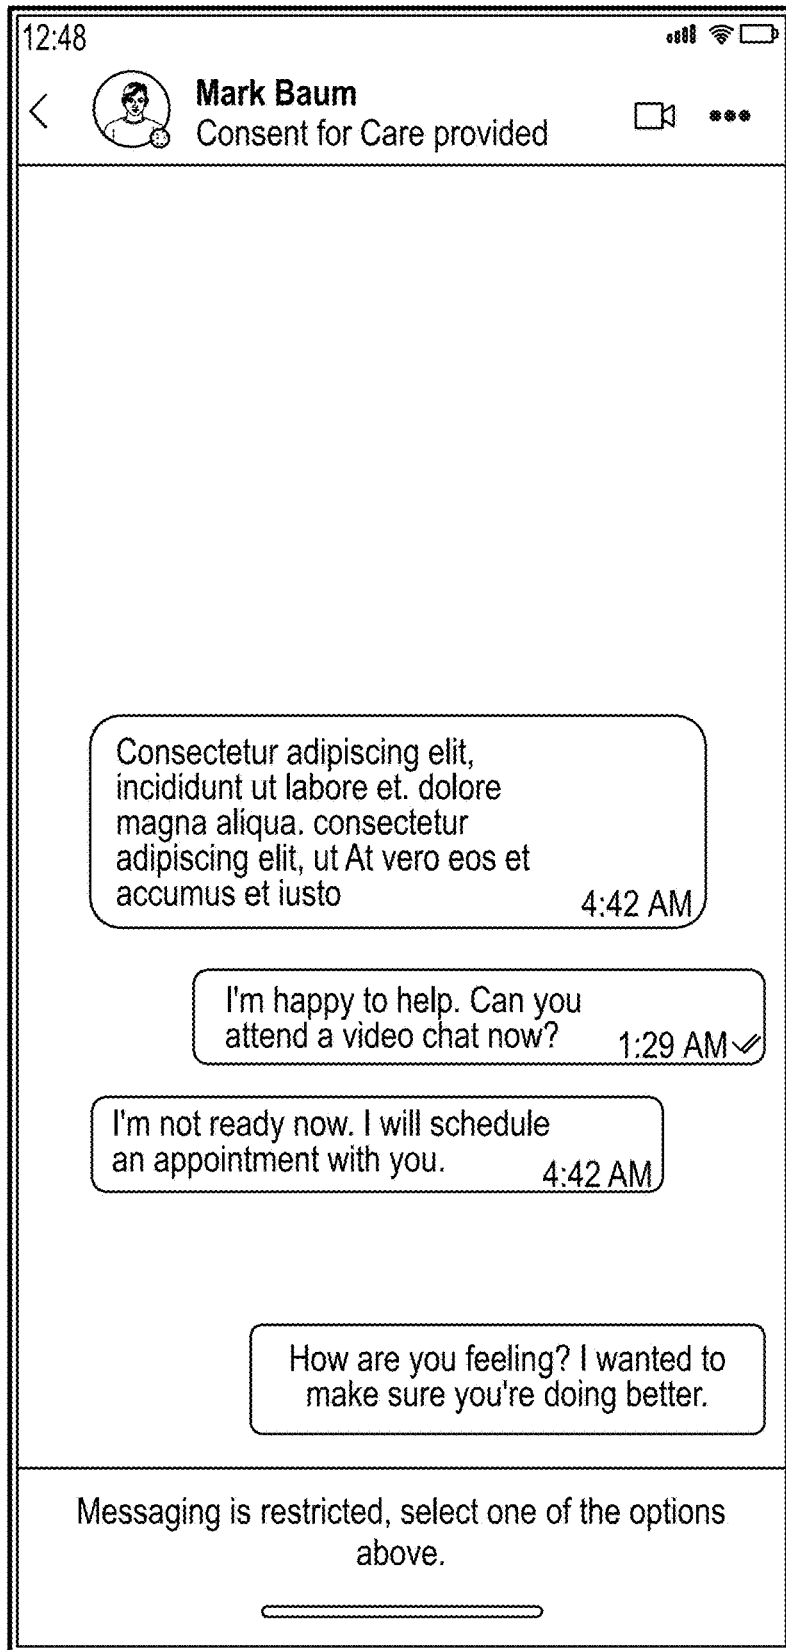 12:48
Mark Baum
Consent for Care provided
Consectetur adipiscing elit,
incididunt ut labore et. dolore
magna aliqua. consectetur
adipiscing elit, ut At vero eos et
accumus et iusto
4:42 AM
I'm happy to help. Can you
attend a video chat now?
1:29 AM
I'm not ready now. I will schedule
an appointment with you.
4:42 AM
How are you feeling? I wanted to
make sure you're doing better.
Messaging is restricted, select one of the options
above.